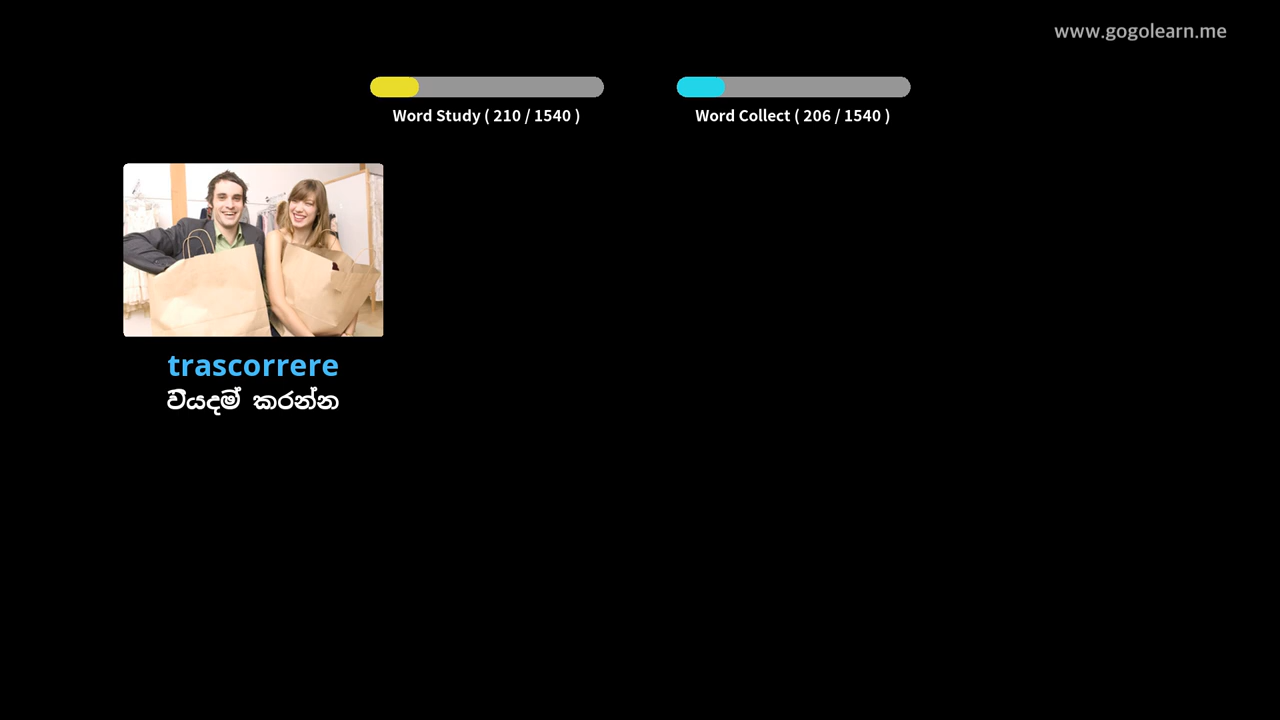 www.gogolearn.me
Word Study ( 210 / 1540 )
Word Collect ( 206 / 1540 )
trascorrere
වියදම් කරන්න